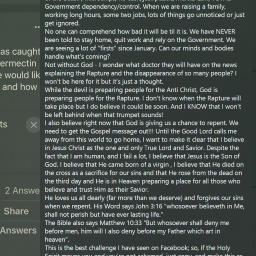 Government dependency/control. When we are raising a family,
working long hours, some two jobs, lots of things go unnoticed or just
get ignored.
No one can comprehend how bad it will be til it is. We have NEVER
been told to stay home, quit work and rely on the Government. We
are seeing a lot of "firsts" since January. Can our minds and bodies
handle what's coming?
Not without God - I wonder what doctor they will have on the news
explaining the Rapture and the disappearance of so many people? I
won't be here for it but it's just a thought.
While the devil is preparing people for the Anti Christ, God is
preparing people for the Rapture. I don't know when the Rapture will
take place but I do believe it could be soon. And I KNOW that I won't
be left behind when that trumpet sounds!
I also believe right now that God is giving us a chance to repent. We
need to get the Gospel message out!!! Until the Good Lord calls me
away from this world to go home, I want to make it clear that I believe
in Jesus Christ as the one and only True Lord and Savior. Despite the
fact that I am human, and I fail a lot, I believe that Jesus is the Son of
God. I believe that He came born of a virgin, I believe that He died on
the cross as a sacrifice for our sins and that He rose from the dead on
the third day and He is in Heaven preparing a place for all those who
believe and trust Him as their Savior.
He loves us all dearly (far more than we deserve) and forgives our sins
when we repent. His Word says John 3:16 "whosoever believeth in Me,
shall not perish but have ever lasting life."
The Bible also says Matthew 10:33 "But whosoever shall deny me
before men, him will I also deny before my Father which art in
heaven".
This is the best challenge I have seen on Facebook; so, if the Holy
as caught
ermectin
e would lik
and how
ts
2 Answe
Share
Answers